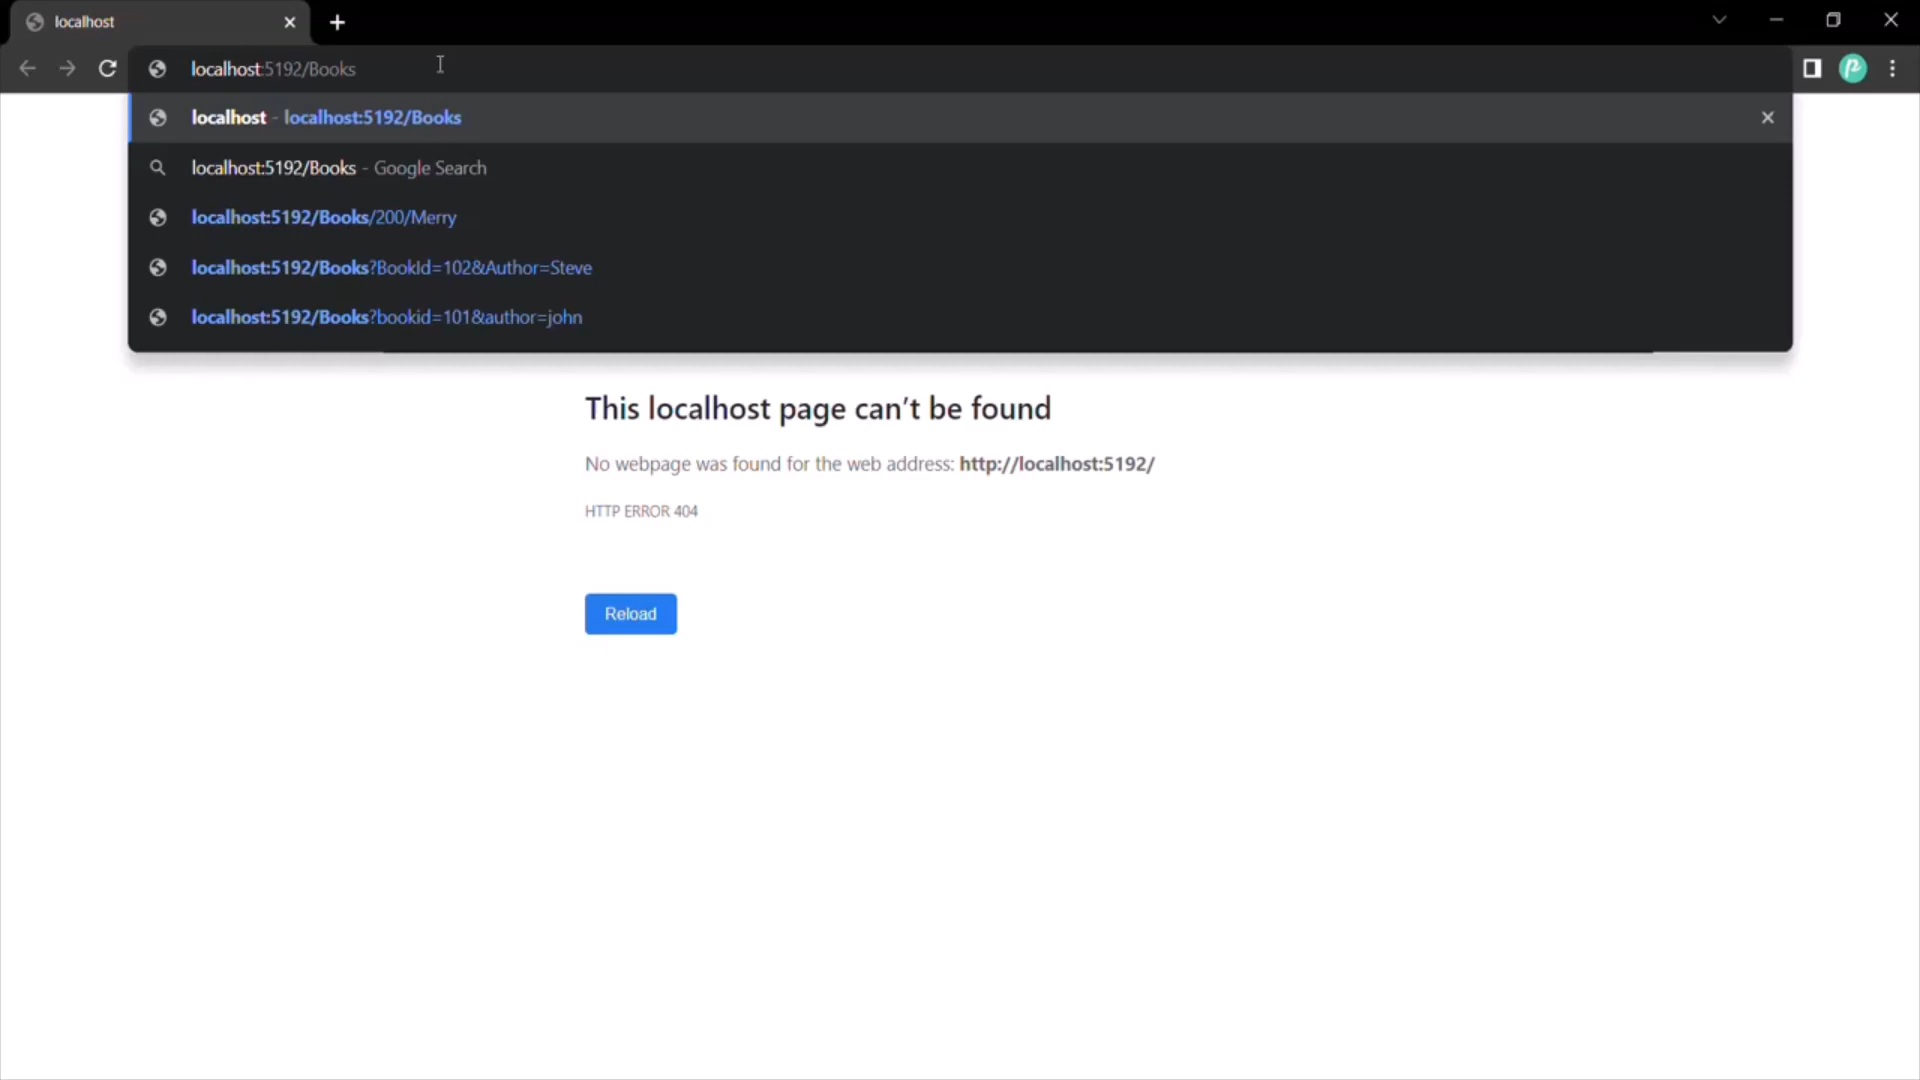 localhost
localhost:5192/Books
localhost - localhost:5192/Books
localhost:5192/Books - Google Search
localhost:5192/Books/200/Merry
localhost:5192/Books?BookId=102&Author=Steve
localhost:5192/Books?bookid=101&author=john
This localhost page can’t be found
No webpage was found for the web address: http://localhost:5192/
HTTP ERROR 404
Reload